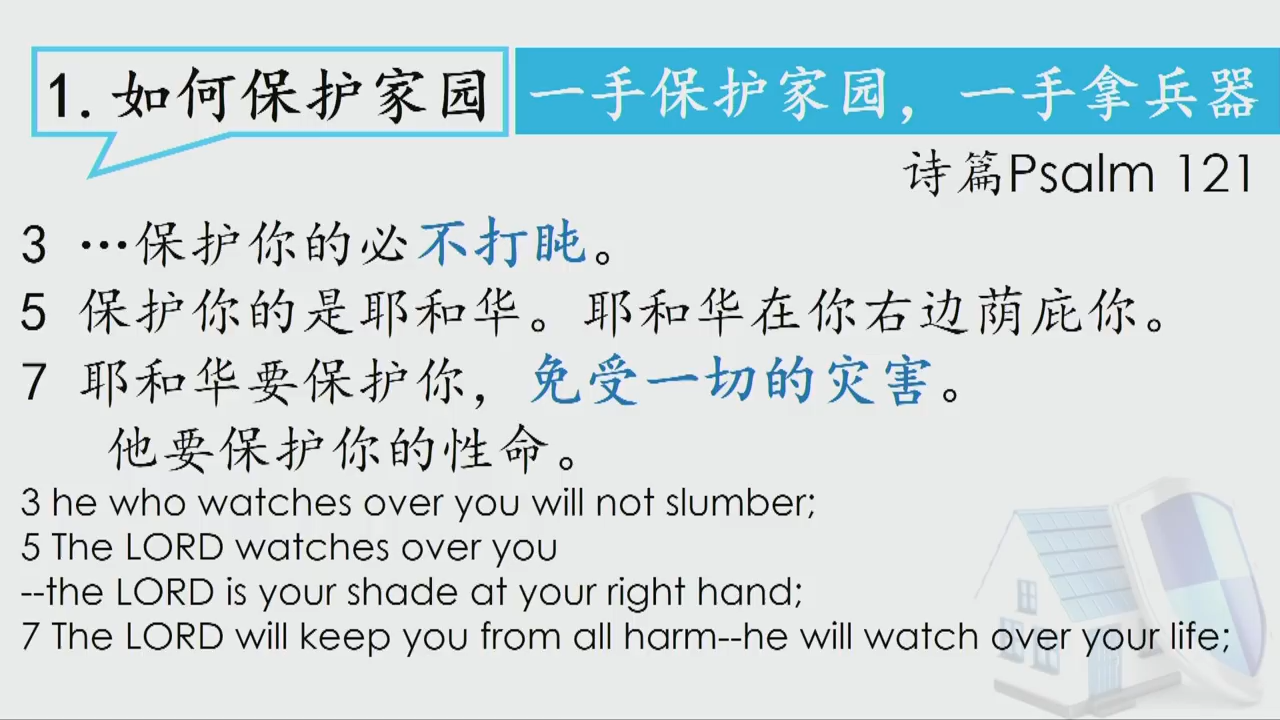 1. 如何保护家园
一手保护家园，一手拿兵器
诗篇Psalm 121
3 …保护你的必不打盹。
5 保护你的是耶和华。耶和华在你右边荫庇你。
7 耶和华要保护你，免受一切的灾害。
他要保护你的性命。
3 he who watches over you will not slumber;
5 The LORD watches over you
--the LORD is your shade at your right hand;
7 The LORD will keep you from all harm--he will watch over your life;